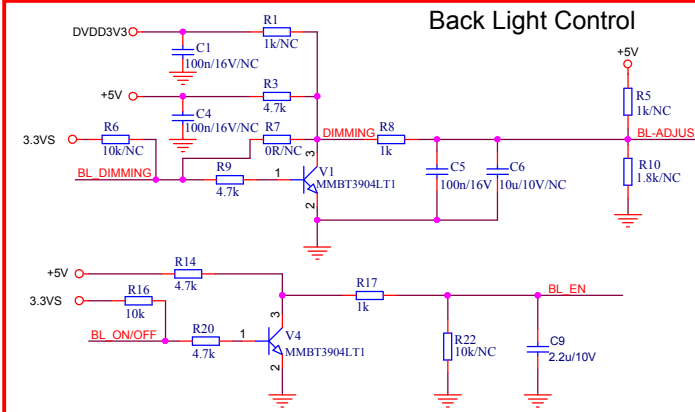 Back Light Control
DVDD3V3
R1
1k/NC
C1
100n/16V/NC
+5V
R3
4.7k
C4
100n/16V/NC
+5V
R5
1k/NC
3.3VS
R6
10k/NC
R7
0R/NC
DIMMING
R8
1k
BL-ADJUS
BL_DIMMING
R9
4.7k
1
3
2
V1
MMBT3904LT1
C5
100n/16V
C6
10u/10V/NC
R10
1.8k/NC
+5V
R14
4.7k
3.3VS
R16
10k
R17
1k
BL_EN
BL_ON/OFF
R20
4.7k
1
3
2
V4
MMBT3904LT1
R22
10k/NC
C9
2.2u/10V